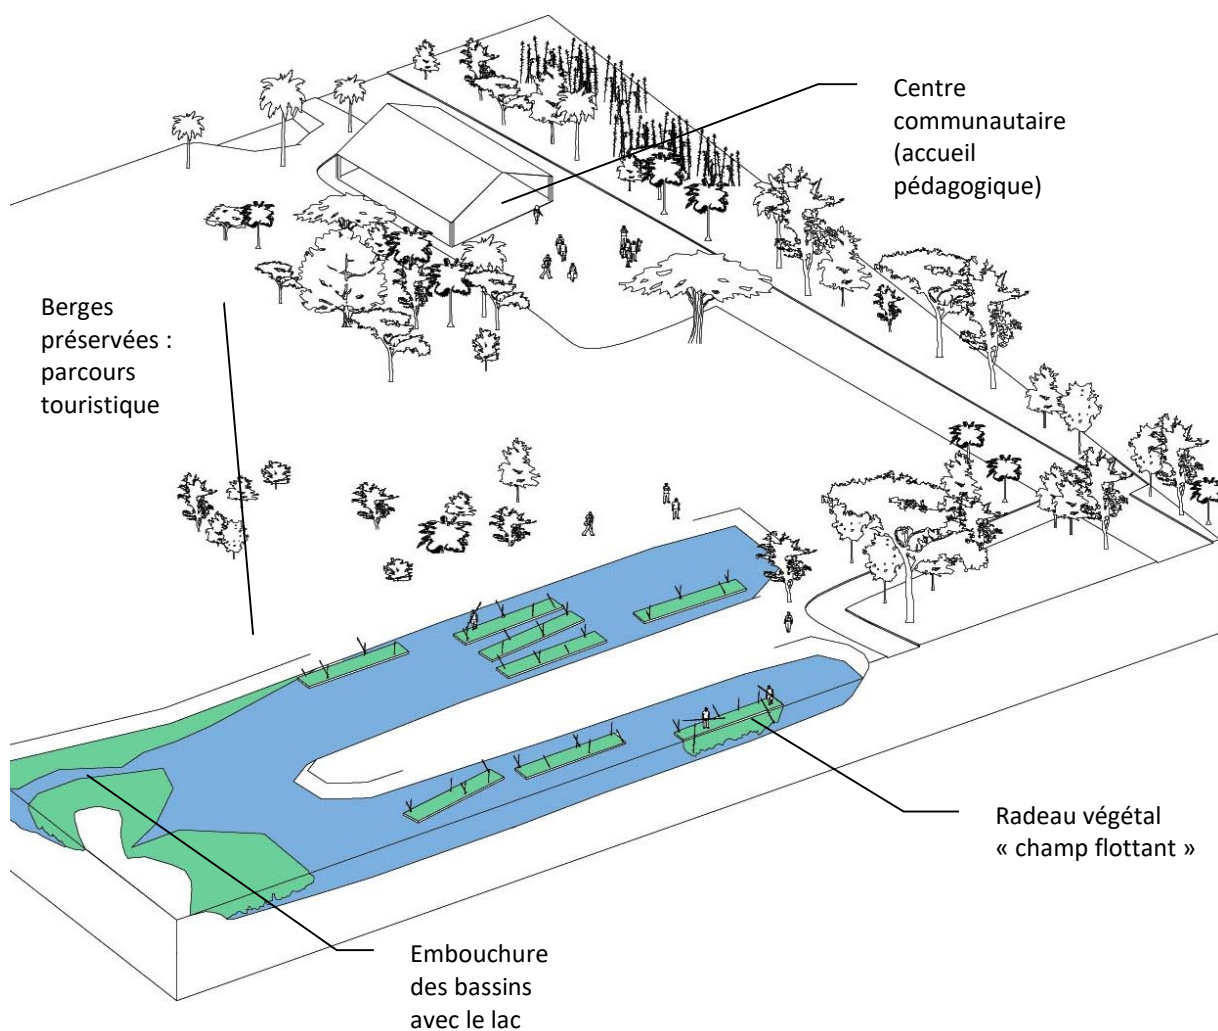 Centre
communautaire
(accueil
pédagogique)
Berges
préservées :
parcours
touristique
Radeau végétal
« champ flottant »
Embouchure
des bassins
avec le lac